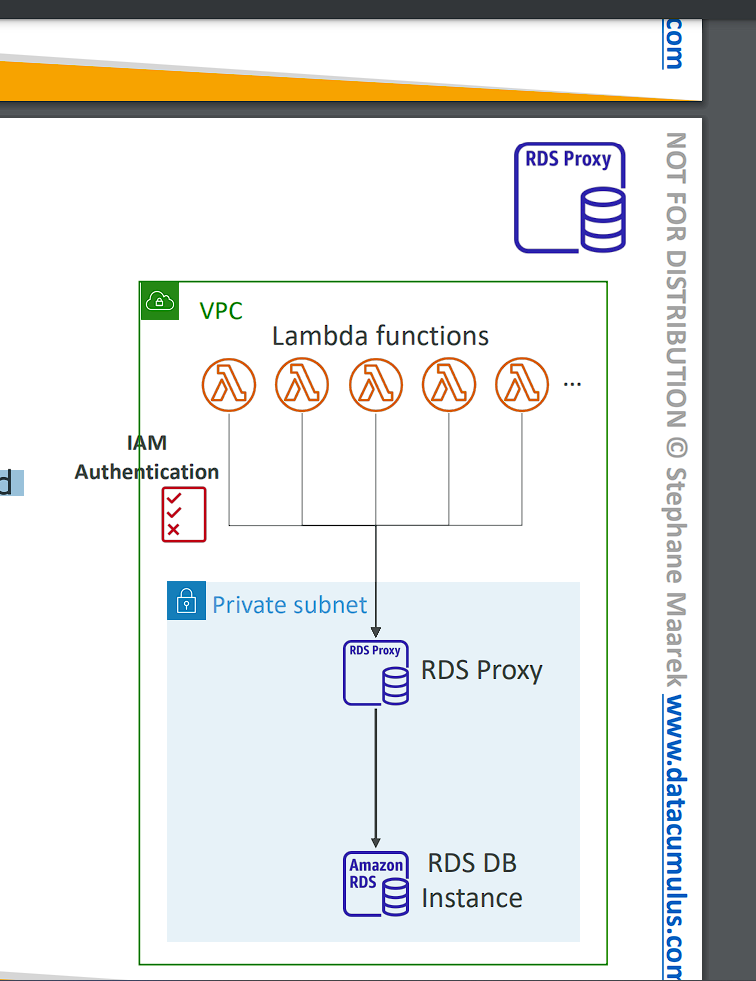 com
d
RDS Proxy
VPC
Lambda functions
...
IAM
Authentication
Private subnet
RDS Proxy
RDS Proxy
Amazon
RDS
RDS DB
Instance
NOT FOR DISTRIBUTION © Stephane Maarek www.datacumulus.com